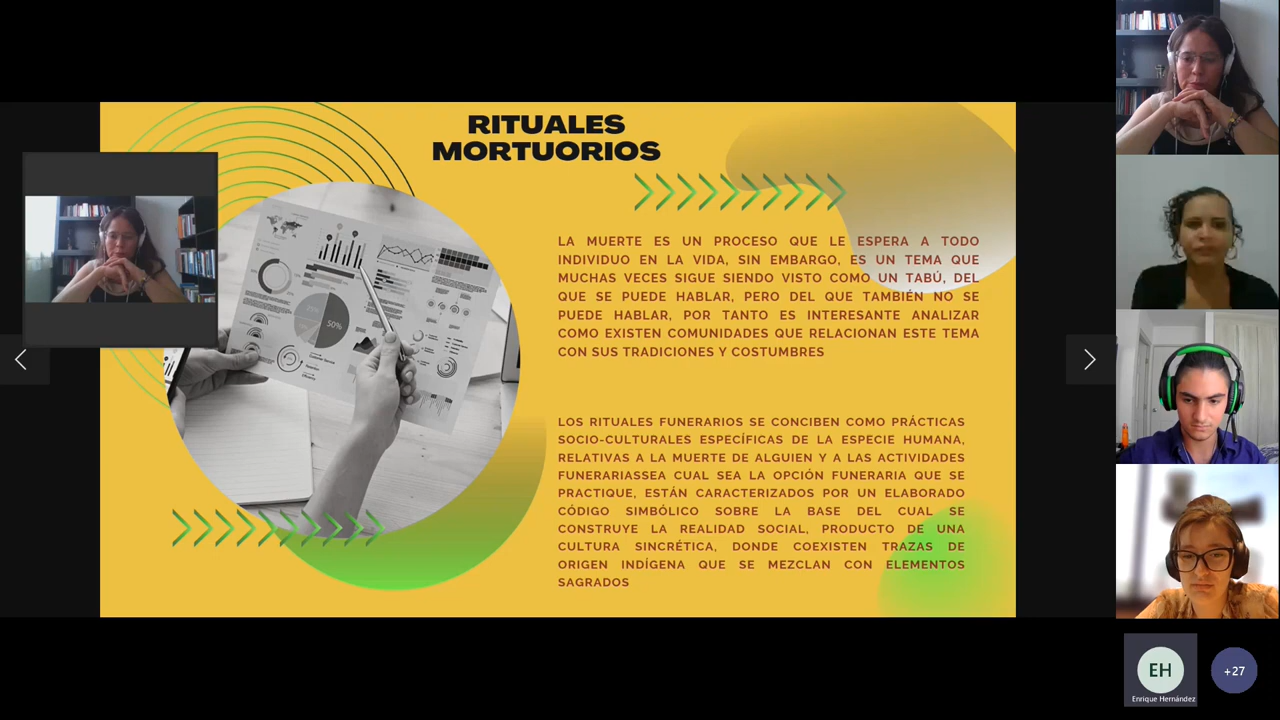 RITUALES
MORTUORIOS
LA MUERTE ES UN PROCESO QUE LE ESPERA A TODO
INDIVIDUO EN LA VIDA, SIN EMBARGO, ES UN TEMA QUE
MUCHAS VECES SIGUE SIENDO VISTO COMO UN TABÚ, DEL
QUE SE PUEDE HABLAR, PERO DEL QUE TAMBIÉN NO SE
PUEDE HABLAR, POR TANTO ES INTERESANTE ANALIZAR
COMO EXISTEN COMUNIDADES QUE RELACIONAN ESTE TEMA
CON SUS TRADICIONES Y COSTUMBRES
LOS RITUALES FUNERARIOS SE CONCIBEN COMO PRÁCTICAS
SOCIO-CULTURALES ESPECÍFICAS DE LA ESPECIE HUMANA,
RELATIVAS A LA MUERTE DE ALGUIEN Y A LAS ACTIVIDADES
FUNERARIASSEA CUAL SEA LA OPCIÓN FUNERARIA QUE SE
PRACTIQUE, ESTÁN CARACTERIZADOS POR UN ELABORADO
CÓDIGO SIMBÓLICO SOBRE LA BASE DEL CUAL SE
CONSTRUYE LA REALIDAD SOCIAL, PRODUCTO DE UNA
CULTURA SINCRÉTICA, DONDE COEXISTEN TRAZAS DE
ORIGEN INDÍGENA QUE SE MEZCLAN CON ELEMENTOS
SAGRADOS
50%
EH
Enrique Hernández
+27